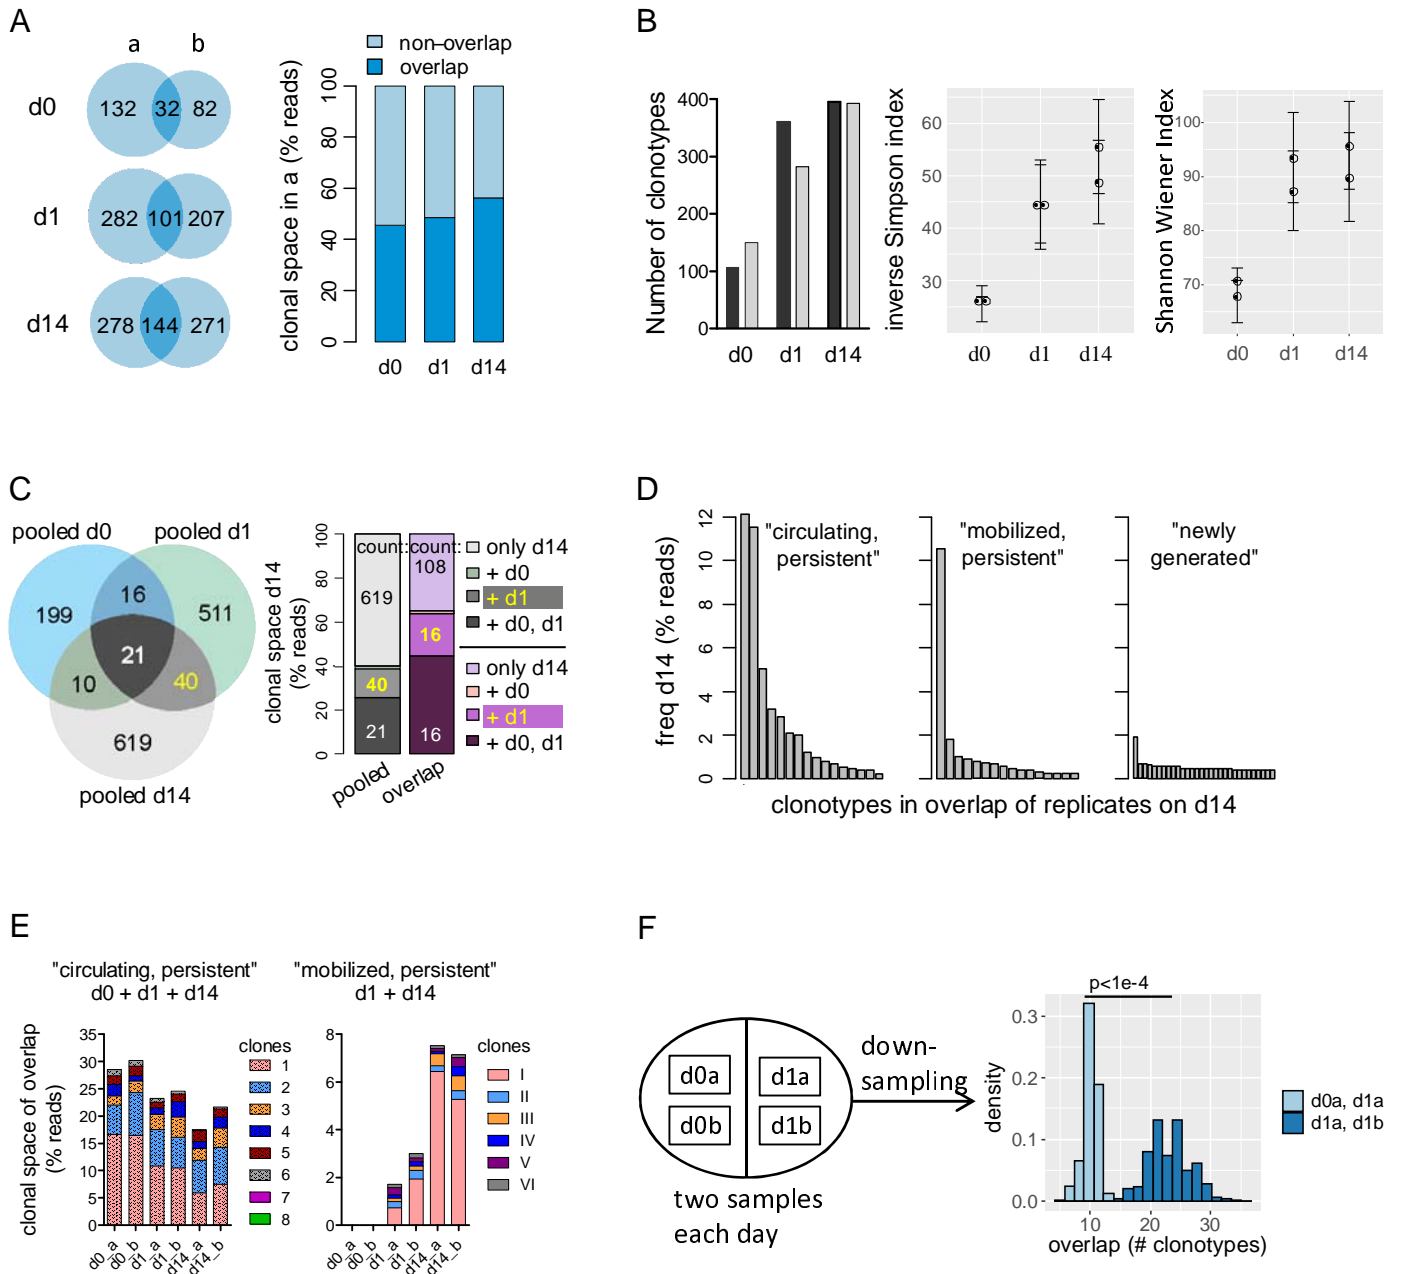 A
a b
d0 132 32 82
d1 282 101 207
d14 278 144 271
non-overlap
overlap
clonal space in a (% reads)
0 20 40 60 80 100
d0 d1 d14
B
Number of clonotypes
0 100 200 300 400
d0 d1 d14
inverse Simpson index
30 40 50 60
d0 d1 d14
Shannon Wiener Index
70 80 90 100
d0 d1 d14
C
pooled d0 pooled d1
199 16 511
21
10 40
619
pooled d14
clonal space d14
(% reads)
0 20 40 60 80 100
count: count:
619 40 21
108 16 16
pooled overlap
only d14
+ d0
+ d1
+ d0, d1
only d14
+ d0
+ d1
+ d0, d1
D
freq d14 (% reads)
0 2 4 6 8 10 12
"circulating,
persistent"
"mobilized,
persistent"
"newly
generated"
clonotypes in overlap of replicates on d14
E
"circulating, persistent"
d0 + d1 + d14
clonal space of overlap
(% reads)
0 5 10 15 20 25 30 35
d0_a d0_b d1_a d1_b d14_a d14_b
clones
1
2
3
4
5
6
7
8
"mobilized, persistent"
d1 + d14
0 2 4 6 8
d0_a d0_b d1_a d1_b d14_a d14_b
clones
I
II
III
IV
V
VI
F
d0a d1a
d0b d1b
two samples
each day
down-
sampling
p<1e-4
density
0.0 0.1 0.2 0.3
10 20 30
overlap (# clonotypes)
d0a, d1a
d1a, d1b